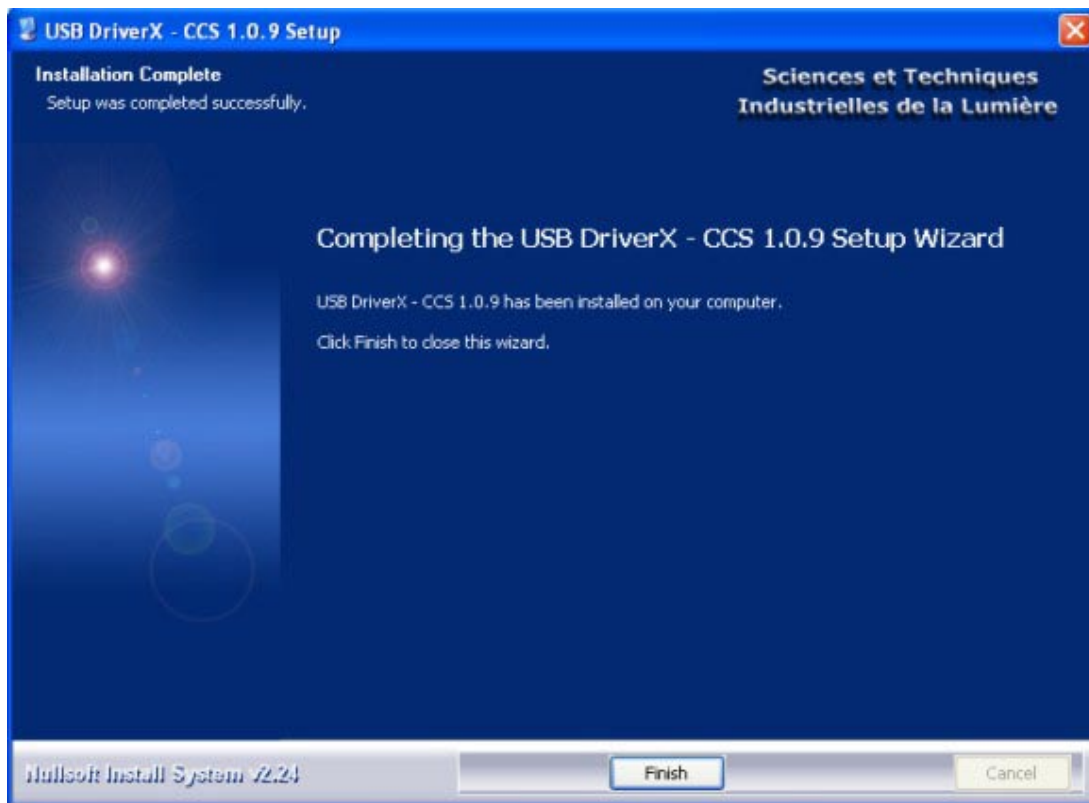 USB DriverX - CCS 1.0.9 Setup
Installation Complete
Setup was completed successfully.
Sciences et Techniques
Industrielles de la Lumière
Completing the USB DriverX - CCS 1.0.9 Setup Wizard
USB DriverX - CCS 1.0.9 has been installed on your computer.
Click Finish to close this wizard.
Nullsoft Install System v2.24
Finish
Cancel